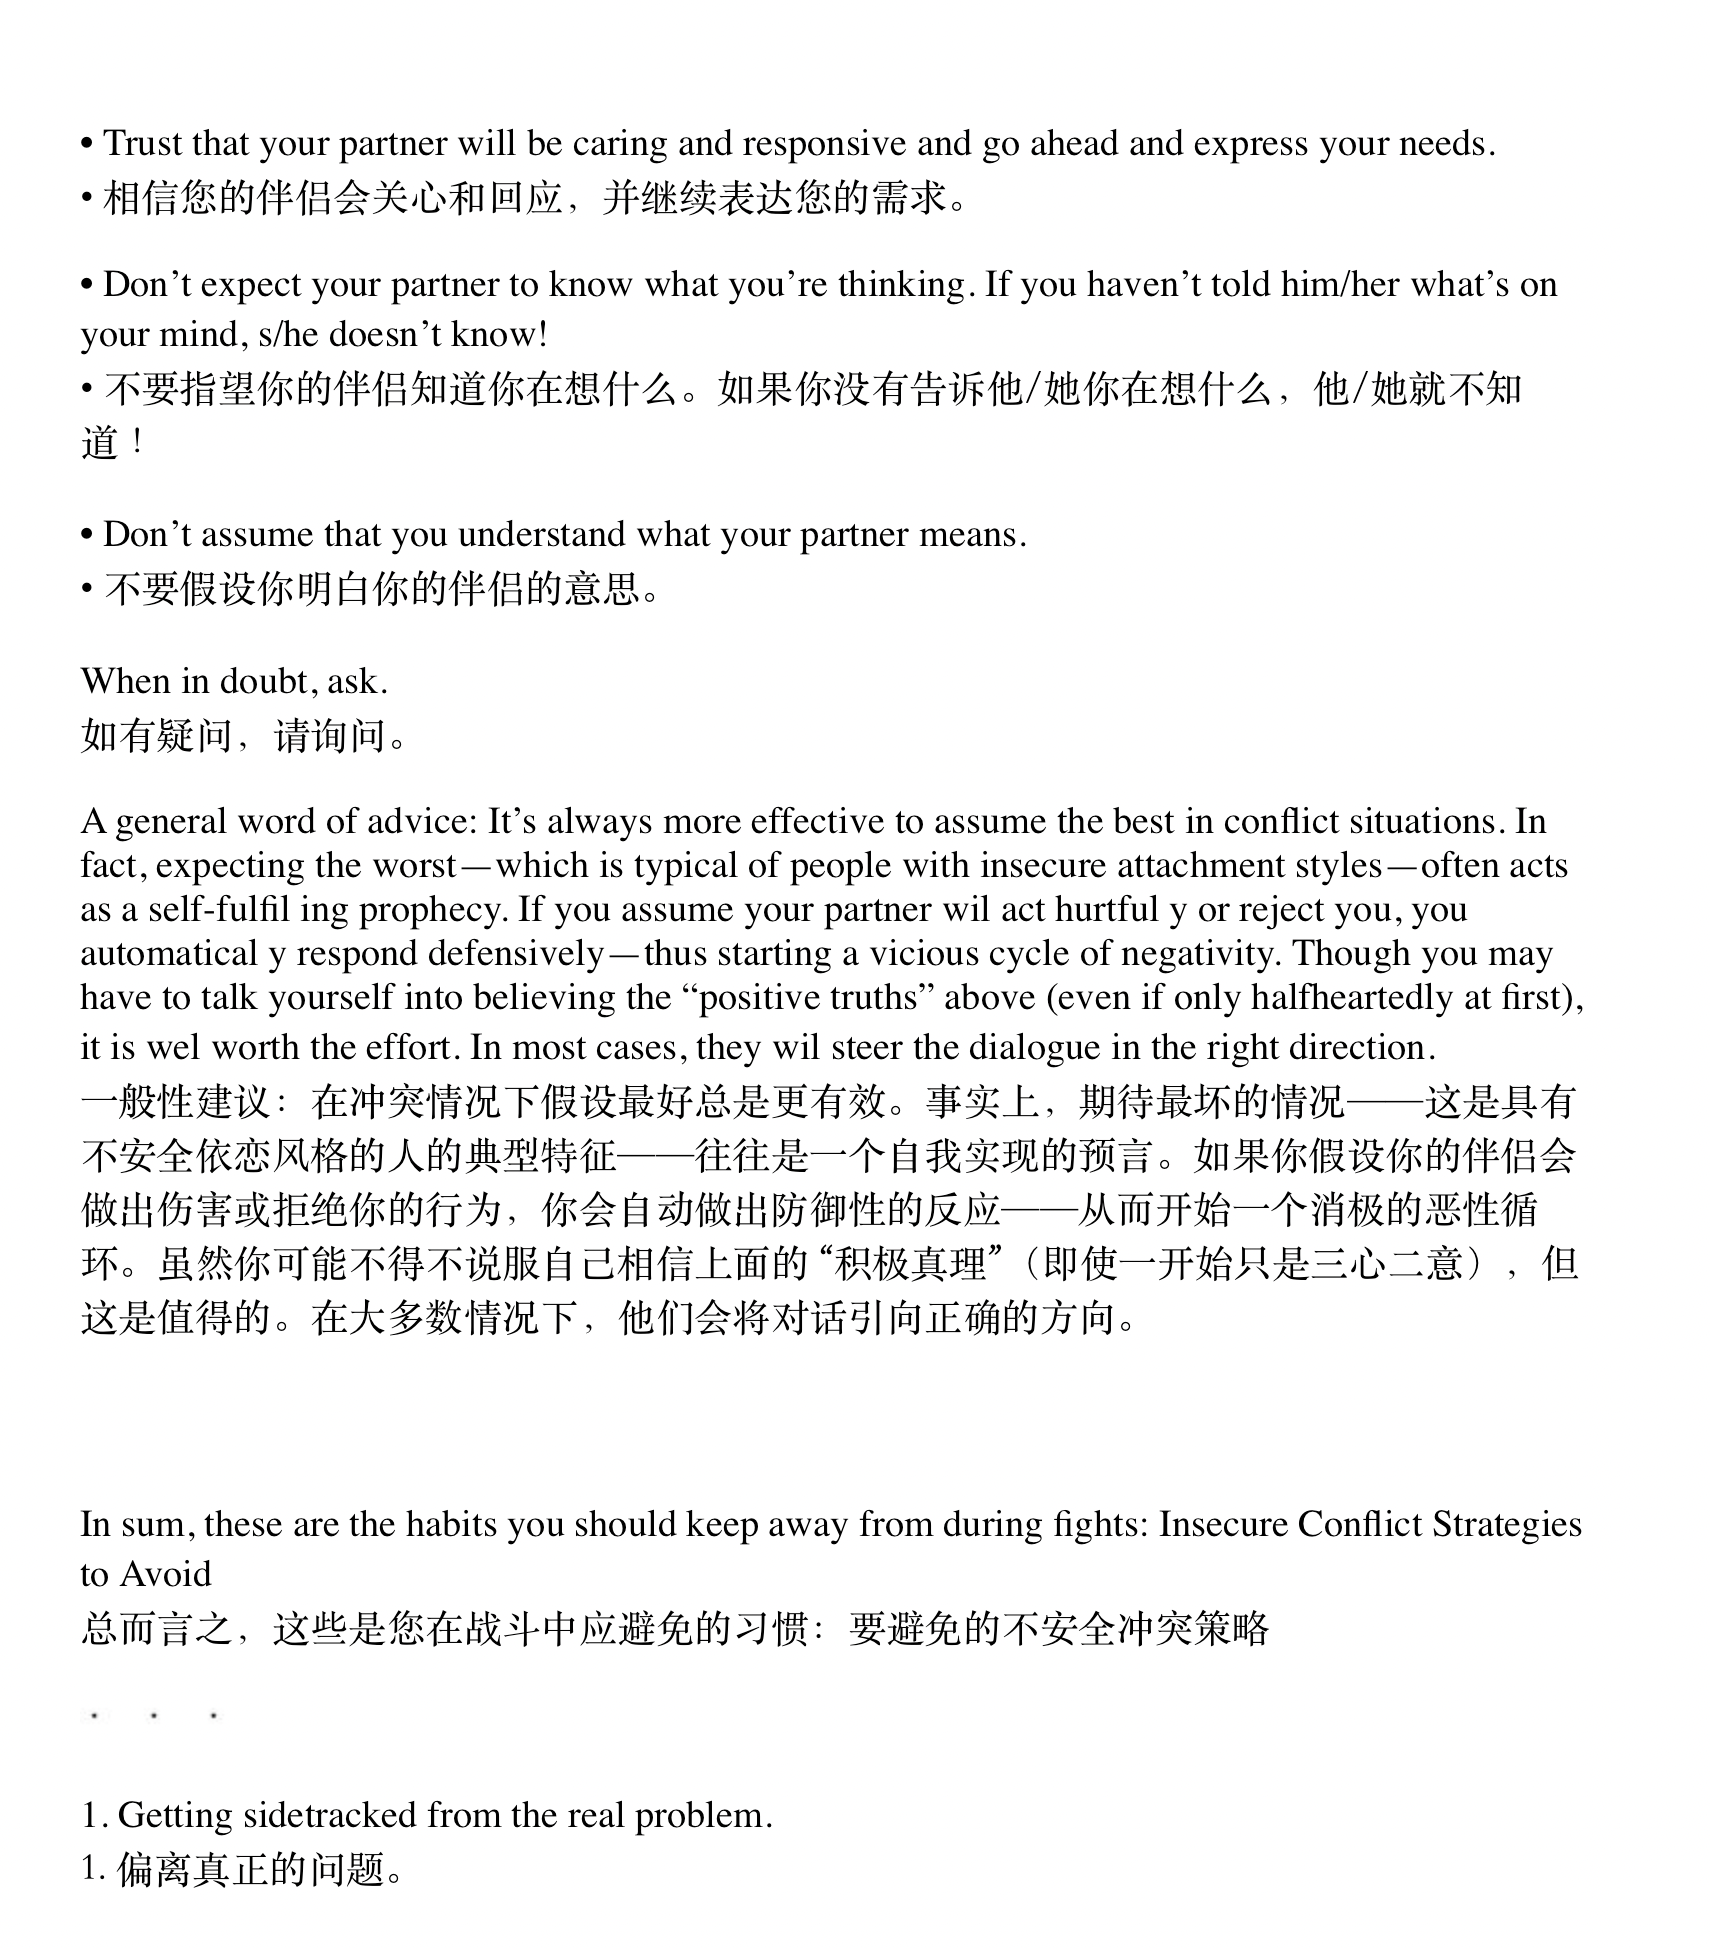 • Trust that your partner will be caring and responsive and go ahead and express your needs.
• 相信您的伴侣会关心和回应，并继续表达您的需求。
• Don’t expect your partner to know what you’re thinking. If you haven’t told him/her what’s on
your mind, s/he doesn’t know!
• 不要指望你的伴侣知道你在想什么。如果你没有告诉他/她你在想什么，他/她就不知
道！
• Don’t assume that you understand what your partner means.
• 不要假设你明白你的伴侣的意思。
When in doubt, ask.
如有疑问，请询问。
A general word of advice: It’s always more effective to assume the best in conflict situations. In
fact, expecting the worst—which is typical of people with insecure attachment styles—often acts
as a self-fulfil ing prophecy. If you assume your partner wil act hurtful y or reject you, you
automatical y respond defensively—thus starting a vicious cycle of negativity. Though you may
have to talk yourself into believing the “positive truths” above (even if only halfheartedly at first),
it is wel worth the effort. In most cases, they wil steer the dialogue in the right direction.
一般性建议：在冲突情况下假设最好总是更有效。事实上，期待最坏的情况——这是具有
不安全依恋风格的人的典型特征——往往是一个自我实现的预言。如果你假设你的伴侣会
做出伤害或拒绝你的行为，你会自动做出防御性的反应——从而开始一个消极的恶性循
环。虽然你可能不得不说服自己相信上面的“积极真理”（即使一开始只是三心二意），但
这是值得的。在大多数情况下，他们会将对话引向正确的方向。
In sum, these are the habits you should keep away from during fights: Insecure Conflict Strategies
to Avoid
总而言之，这些是您在战斗中应避免的习惯：要避免的不安全冲突策略
. . .
1. Getting sidetracked from the real problem.
1. 偏离真正的问题。